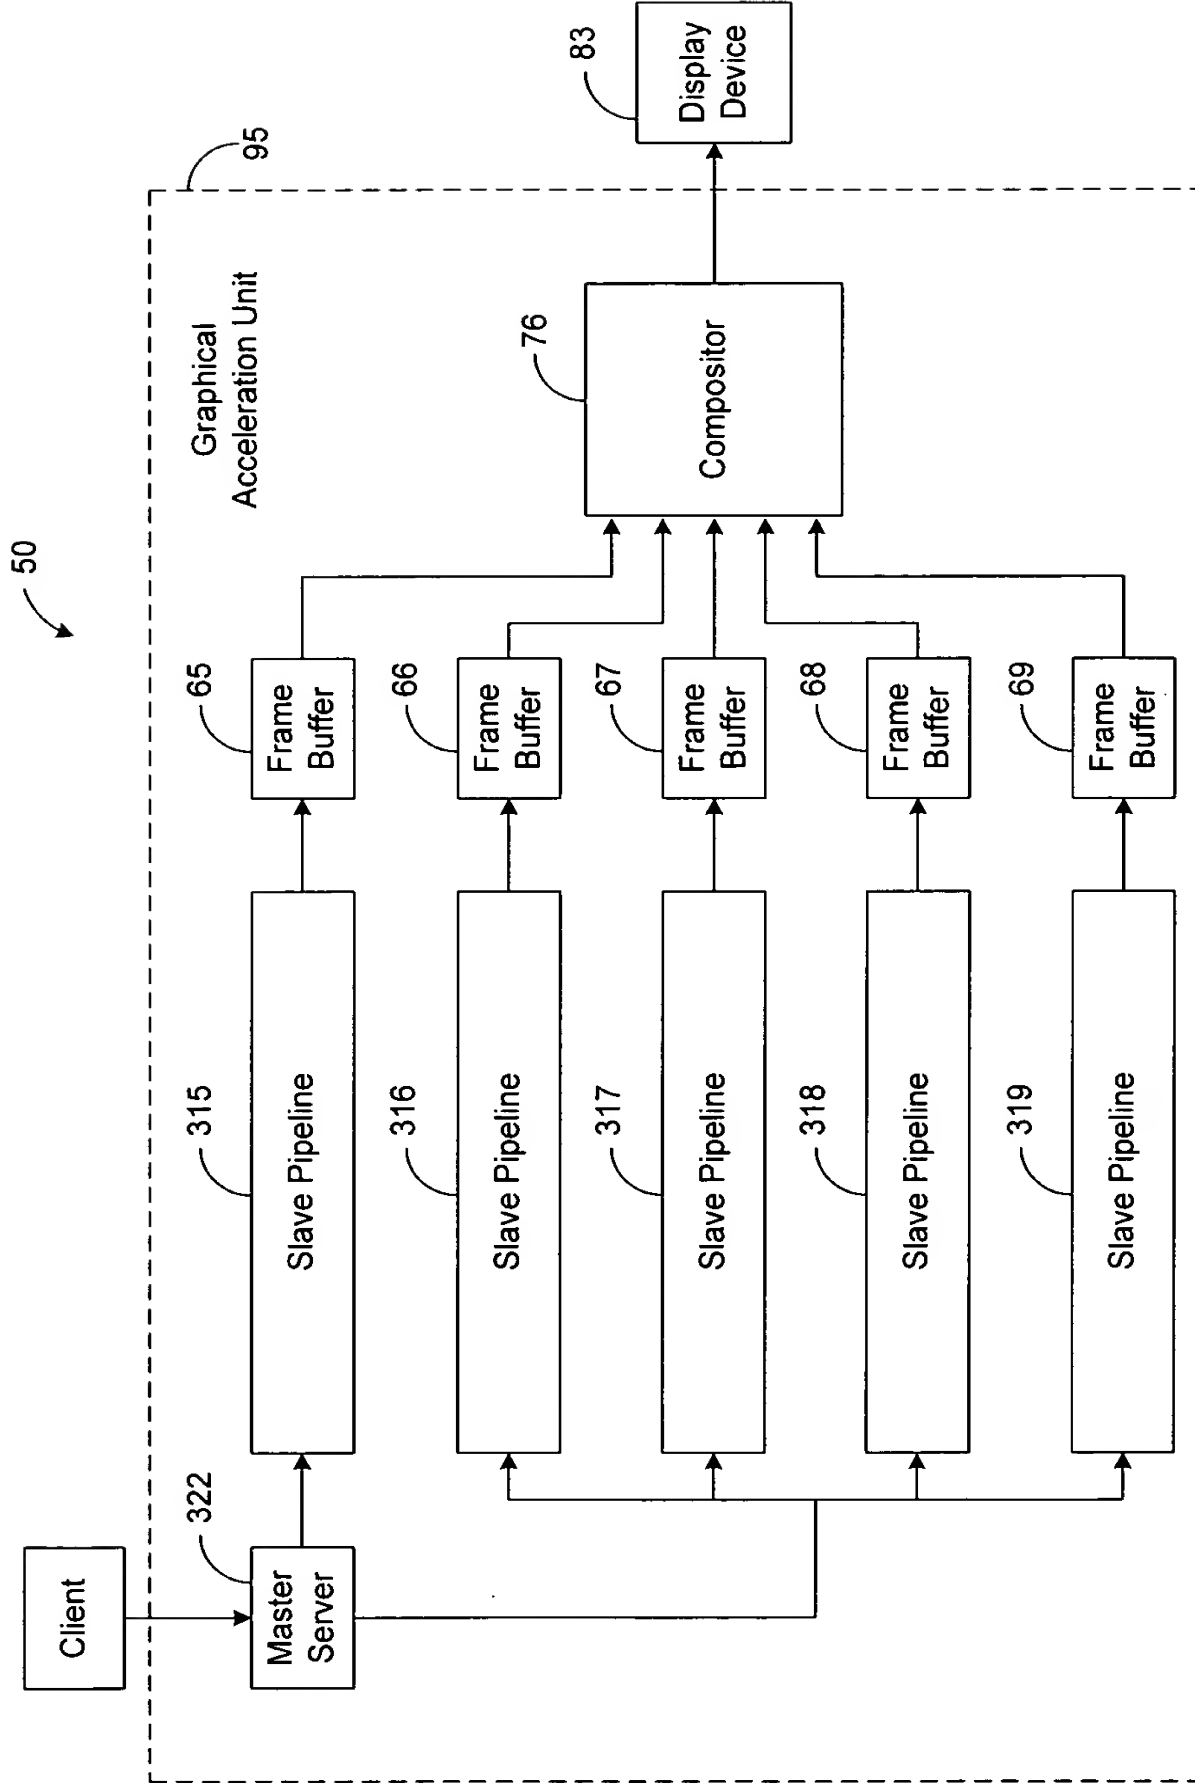 50
95
Client
Graphical
Acceleration Unit
322
Master
Server
315
Slave Pipeline
65
Frame
Buffer
316
Slave Pipeline
66
Frame
Buffer
317
Slave Pipeline
67
Frame
Buffer
76
Compositor
83
Display
Device
318
Slave Pipeline
68
Frame
Buffer
319
Slave Pipeline
69
Frame
Buffer